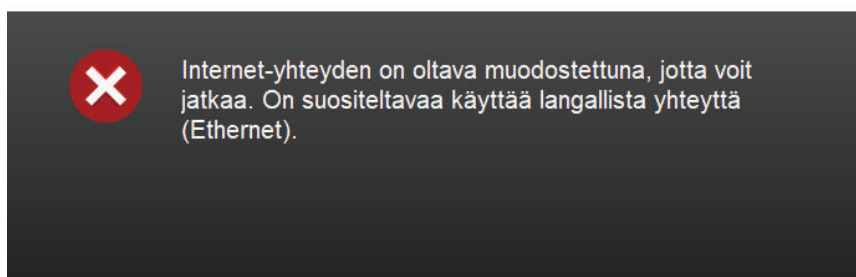 Internet-yhteyden on oltava muodostettuna, jotta voit
jatkaa. On suositeltavaa käyttää langallista yhteyttä
(Ethernet).